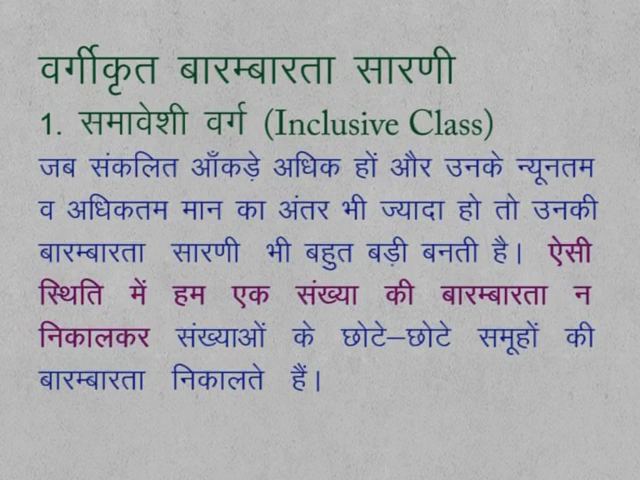 वर्गीकृत बारम्बारता सारणी
1. समावेशी वर्ग (Inclusive Class)
जब संकलित आँकड़े अधिक हों और उनके न्यूनतम
व अधिकतम मान का अंतर भी ज्यादा हो तो उनकी
बारम्बारता सारणी भी बहुत बड़ी बनती है। ऐसी
स्थिति में हम एक संख्या की बारम्बारता न
निकालकर संख्याओं के छोटे–छोटे समूहों की
बारम्बारता निकालते हैं।